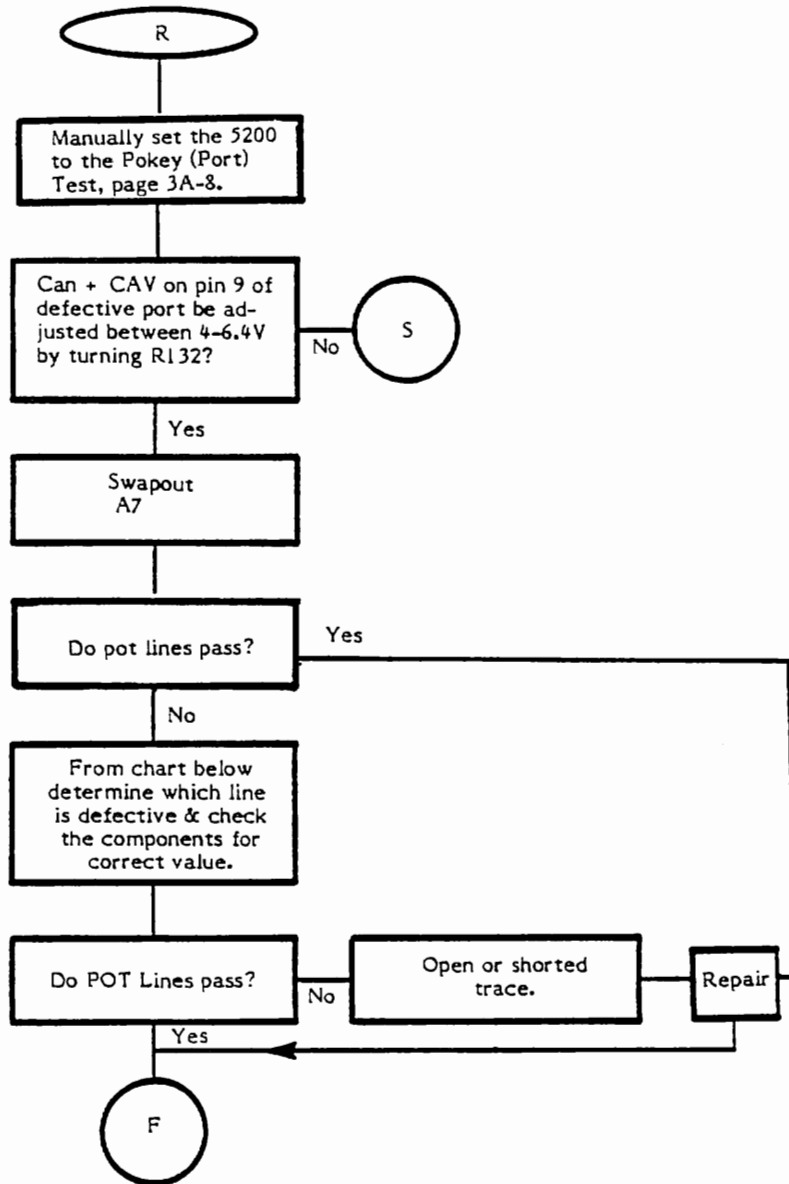 R
Manually set the 5200
to the Pokey (Port)
Test, page 3A-8.
Can + CAV on pin 9 of
defective port be ad-
justed between 4-6.4V
by turning R132?
No
S
Yes
Swapout
A7
Do pot lines pass?
Yes
No
From chart below
determine which line
is defective & check
the components for
correct value.
Do POT Lines pass?
No
Open or shorted
trace.
Repair
Yes
F